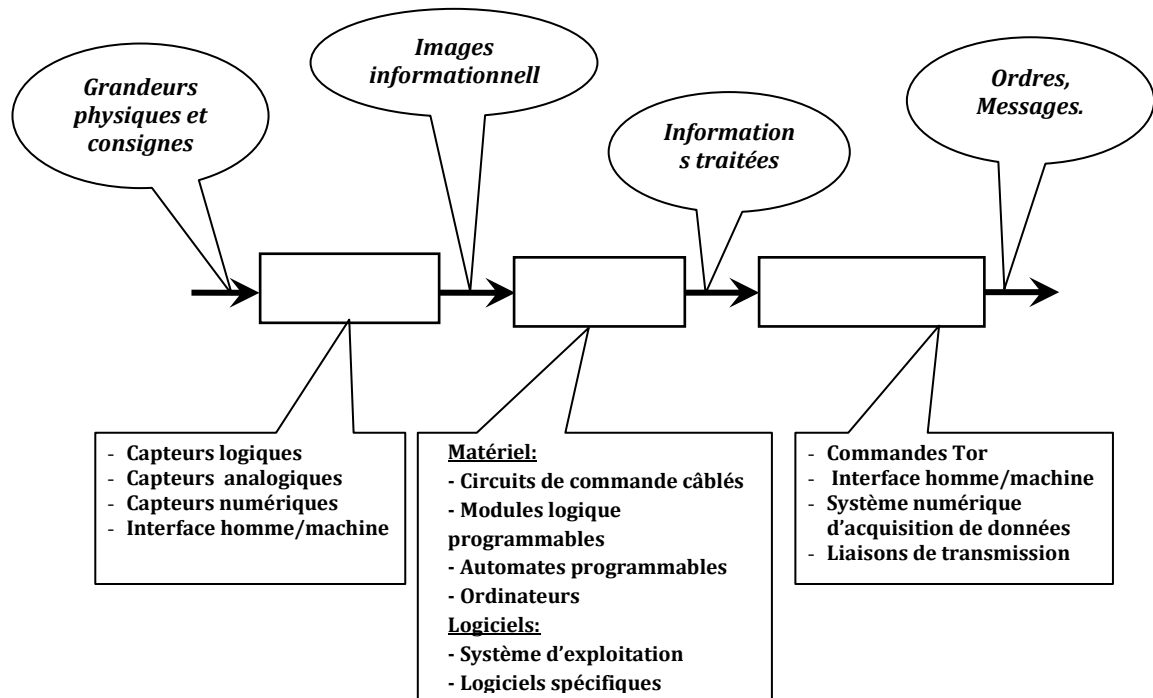 Grandeurs
physiques et
consignes
Images
informationnell
Information
s traitées
Ordres,
Messages.
- Capteurs logiques
- Capteurs analogiques
- Capteurs numériques
- Interface homme/machine
Matériel:
- Circuits de commande câblés
- Modules logique
programmables
- Automates programmables
- Ordinateurs
Logiciels:
- Système d'exploitation
- Logiciels spécifiques
- Commandes Tor
- Interface homme/machine
- Système numérique
d'acquisition de données
- Liaisons de transmission